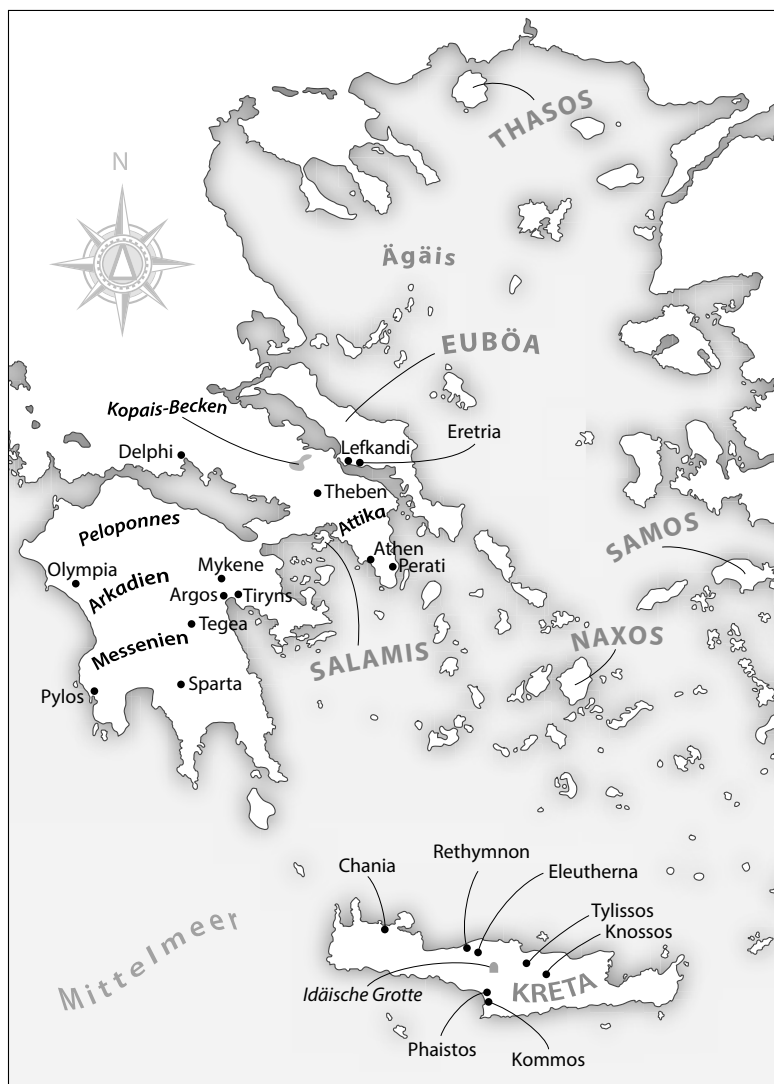 THASOS
N
Ägäis
EUBÖA
Kopais-Becken
Delphi
Lefkandi
Eretria
Theben
Attika
Peloponnes
SAMOS
Athen
Perati
Mykene
Olympia
Arkadien
Argos
Tiryns
Tegea
Messenien
SALAMIS
NAXOS
Pylos
Sparta
Rethymnon
Chania
Eleutherna
Tylissos
Knossos
Mittelmeer
Idäische Grotte
KRETA
Phaistos
Kommos